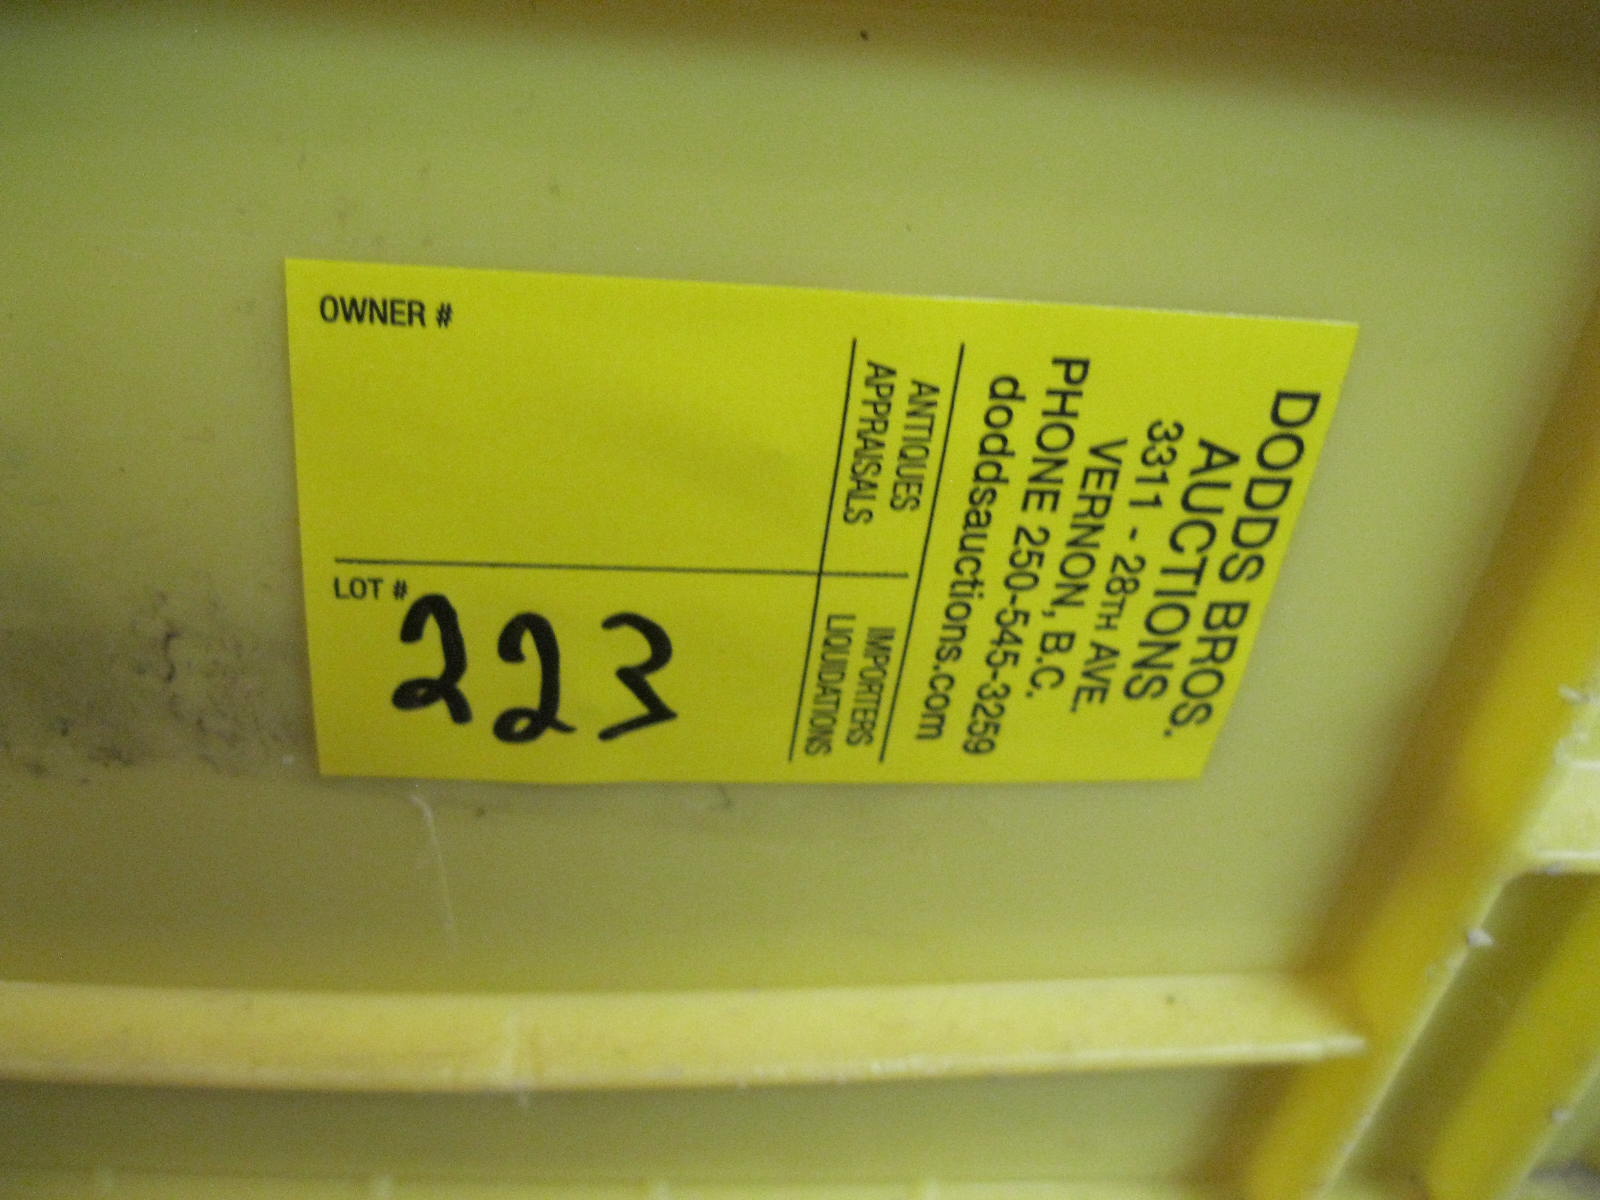 DODDS BROS.
AUCTIONS
3311 - 28TH AVE.
VERNON, B.C.
PHONE 250-545-3259
doddsauctions.com
ANTIQUES
APPRAISALS
IMPORTERS
LIQUIDATIONS
OWNER #
LOT #
223